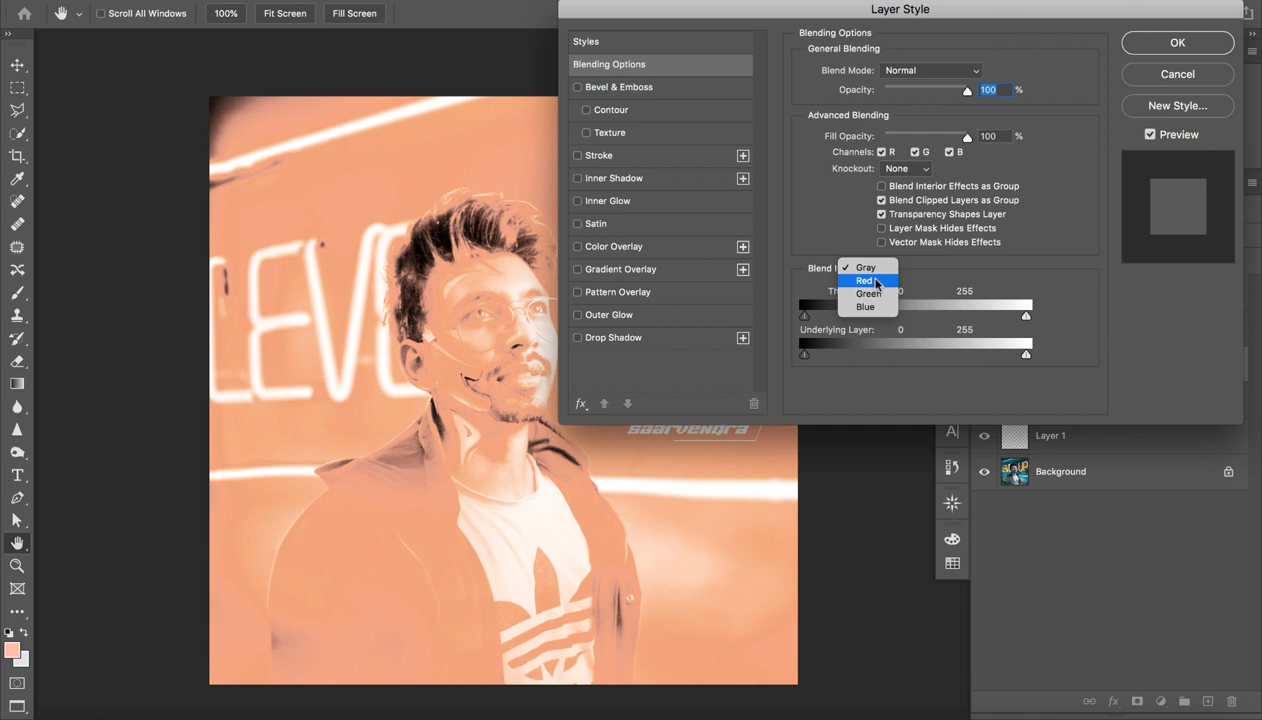 Scroll All Windows
100%
Fit Screen
Fill Screen
Layer Style
Styles
Blending Options
Bevel & Emboss
Contour
Texture
Stroke
Inner Shadow
Inner Glow
Satin
Color Overlay
Gradient Overlay
Pattern Overlay
Outer Glow
Drop Shadow
fx
Blending Options
General Blending
Blend Mode: Normal
Opacity: 100 %
Advanced Blending
Fill Opacity: 100 %
Channels: R G B
Knockout: None
Blend Interior Effects as Group
Blend Clipped Layers as Group
Transparency Shapes Layer
Layer Mask Hides Effects
Vector Mask Hides Effects
Gray
Red
Green
Blue
0 255
Underlying Layer: 0 255
OK
Cancel
New Style...
Preview
LEVE
saarvendra
Layer 1
Background
fx